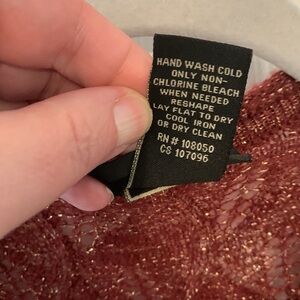 HAND WASH COLD
ONLY NON-
CHLORINE BLEACH
WHEN NEEDED
RESHAPE
LAY FLAT TO DRY
COOL IRON
OR DRY CLEAN
RN# 108050
CS 107096